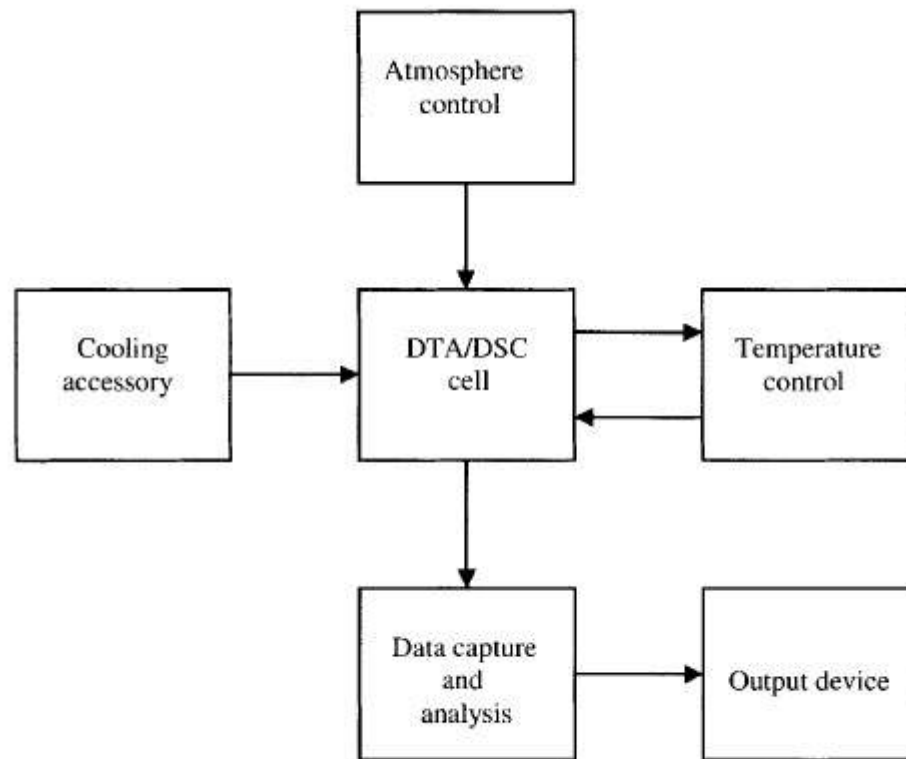 Atmosphere
control
Cooling
accessory
DTA/DSC
cell
Temperature
control
Data capture
and
analysis
Output device